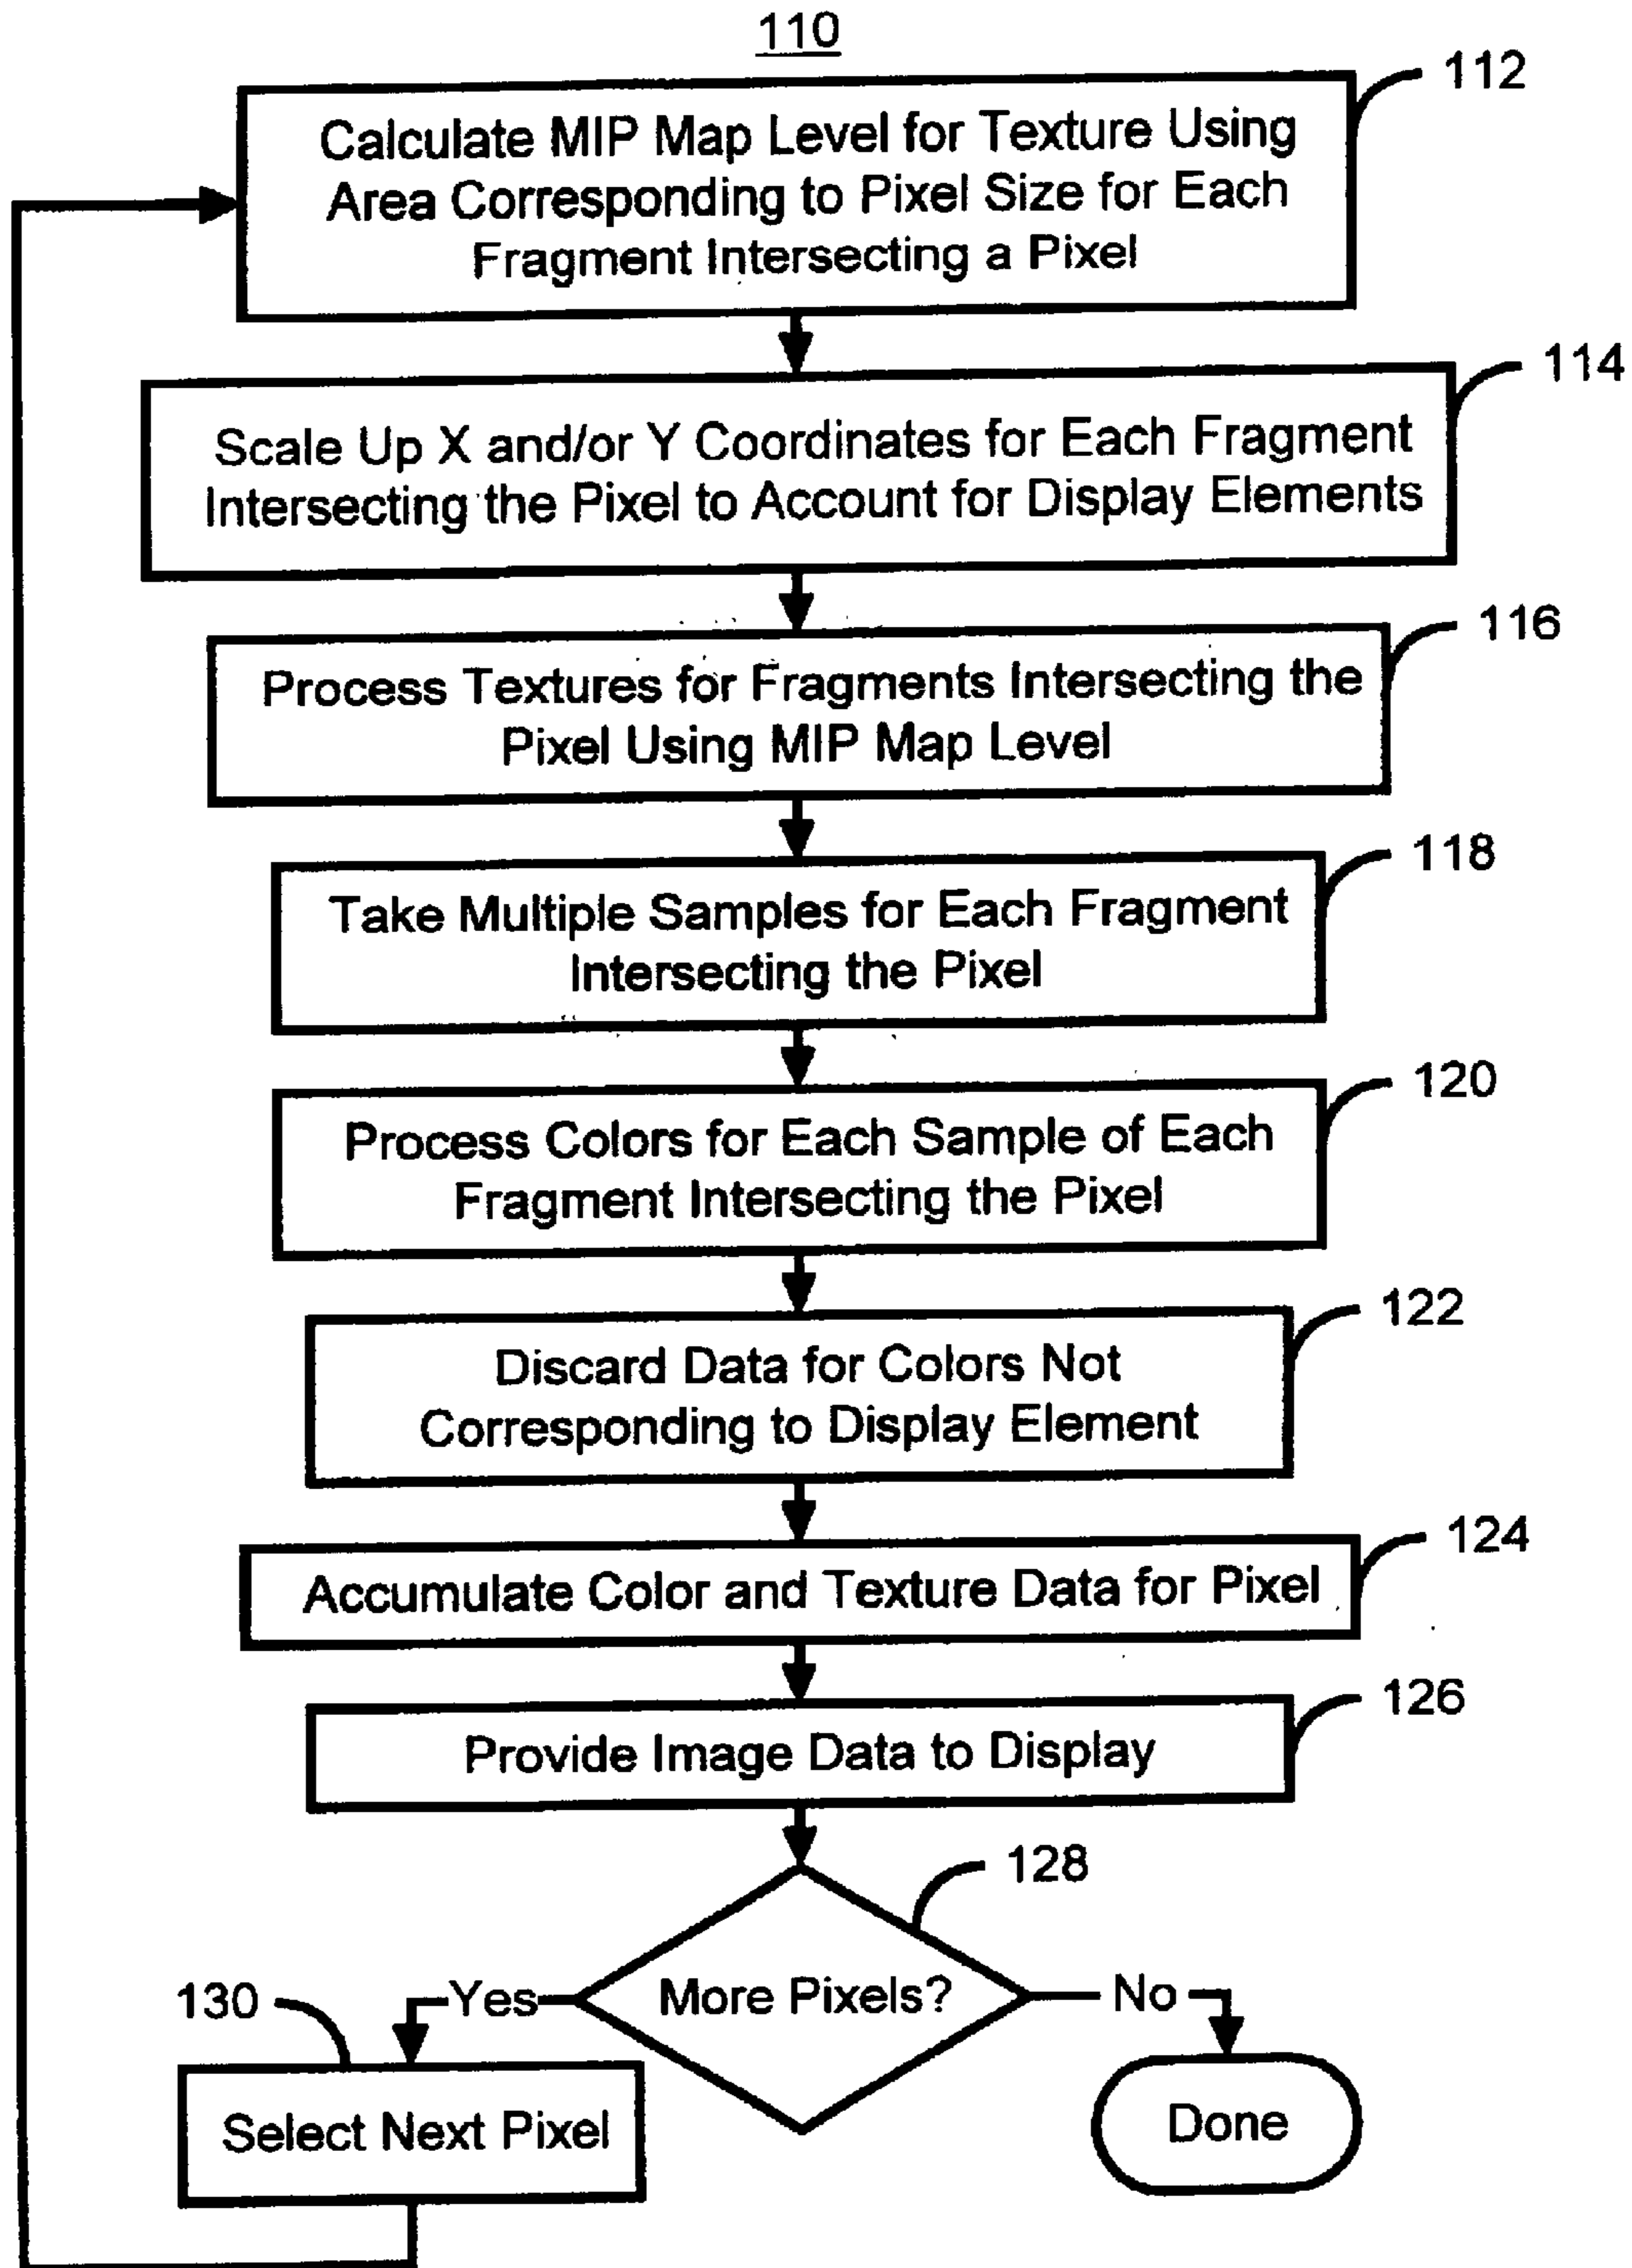 110
112
Calculate MIP Map Level for Texture Using
Area Corresponding to Pixel Size for Each
Fragment Intersecting a Pixel
114
Scale Up X and/or Y Coordinates for Each Fragment
Intersecting the Pixel to Account for Display Elements
116
Process Textures for Fragments Intersecting the
Pixel Using MIP Map Level
118
Take Multiple Samples for Each Fragment
Intersecting the Pixel
120
Process Colors for Each Sample of Each
Fragment Intersecting the Pixel
122
Discard Data for Colors Not
Corresponding to Display Element
124
Accumulate Color and Texture Data for Pixel
126
Provide Image Data to Display
128
More Pixels?
Yes
No
130
Select Next Pixel
Done